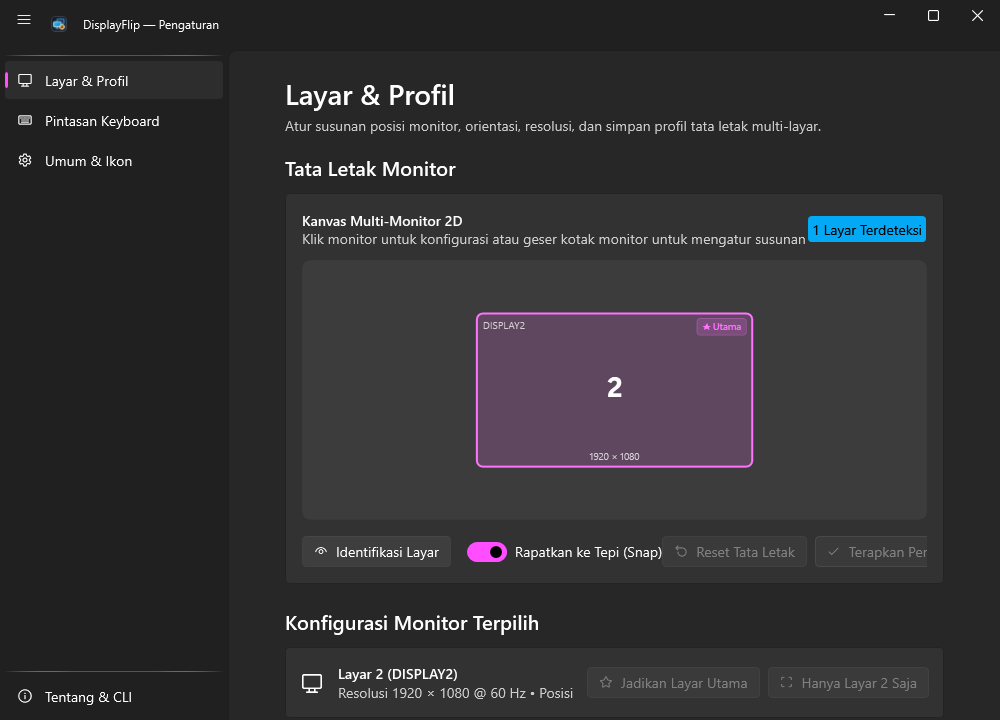 DisplayFlip — Pengaturan
Layar & Profil
Pintasan Keyboard
Umum & Ikon
Tentang & CLI
Layar & Profil
Atur susunan posisi monitor, orientasi, resolusi, dan simpan profil tata letak multi-layar.
Tata Letak Monitor
Kanvas Multi-Monitor 2D
Klik monitor untuk konfigurasi atau geser kotak monitor untuk mengatur susunan
1 Layar Terdeteksi
DISPLAY2
★ Utama
2
1920 × 1080
Identifikasi Layar
Rapatkan ke Tepi (Snap)
Reset Tata Letak
Terapkan Per
Konfigurasi Monitor Terpilih
Layar 2 (DISPLAY2)
Resolusi 1920 × 1080 @ 60 Hz • Posisi
Jadikan Layar Utama
Hanya Layar 2 Saja